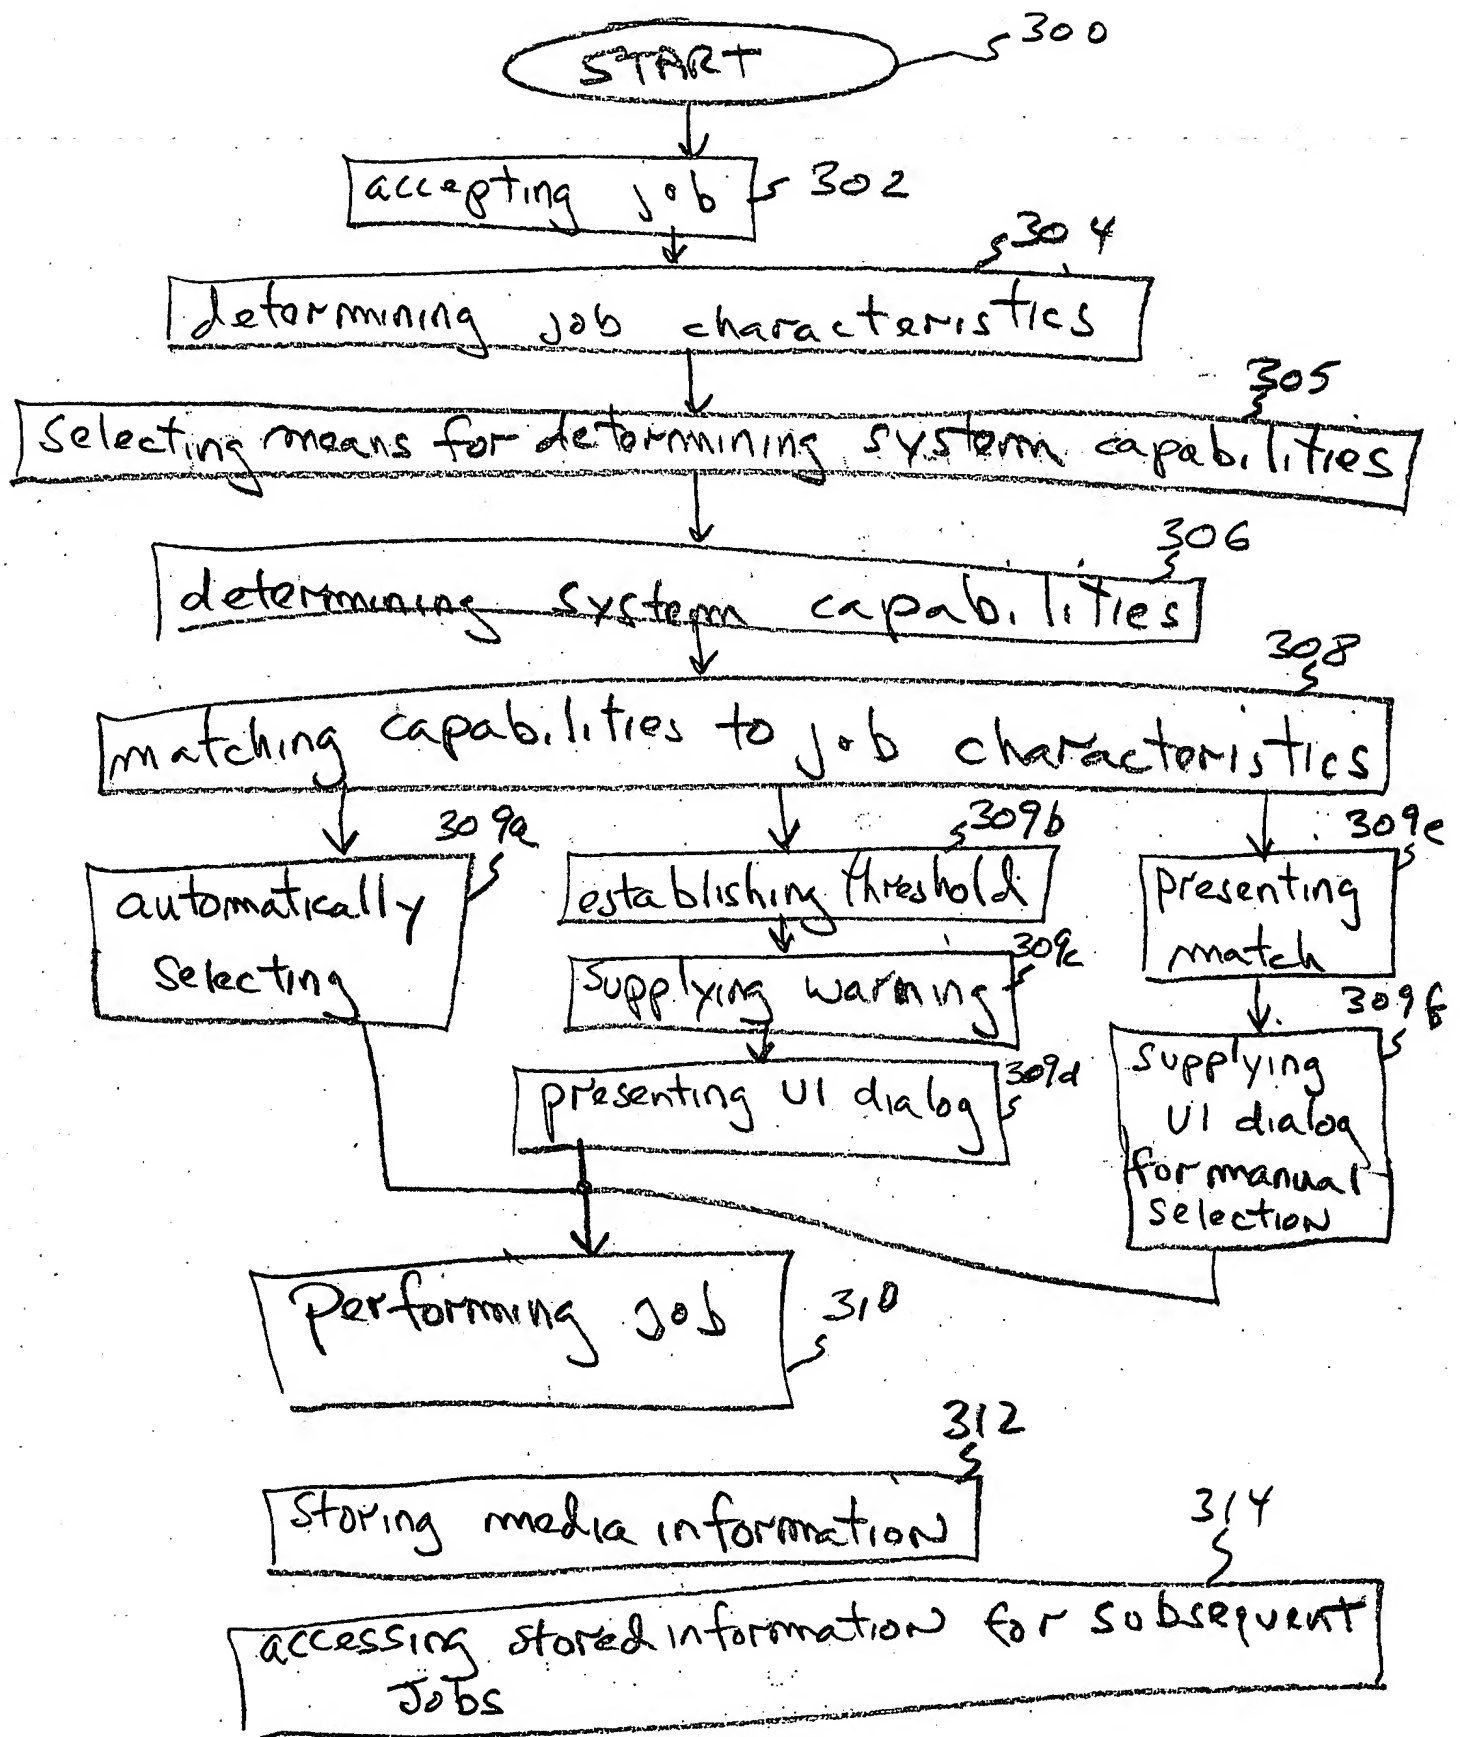 START
300
accepting job
302
304
determining job characteristics
305
Selecting means for determining system capabilities
306
determining system capabilities
308
matching capabilities to job characteristics
309a
automatically
selecting
309b
establishing threshold
309c
supplying warning
309d
presenting UI dialog
309e
presenting
match
309f
supplying
UI dialog
for manual
selection
performing job
310
312
Storing media information
314
accessing stored information for subsequent
Jobs